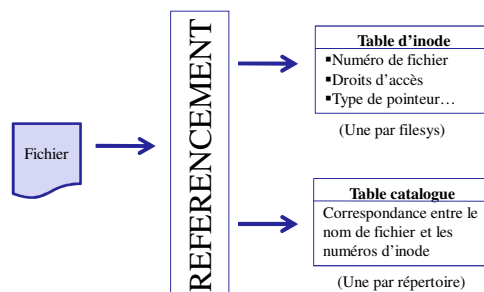 Fichier
REFERENCEMENT
Table d’inode
▪Numéro de fichier
▪Droits d’accès
▪Type de pointeur…
(Une par filesys)
Table catalogue
Correspondance entre le
nom de fichier et les
numéros d’inode
(Une par répertoire)